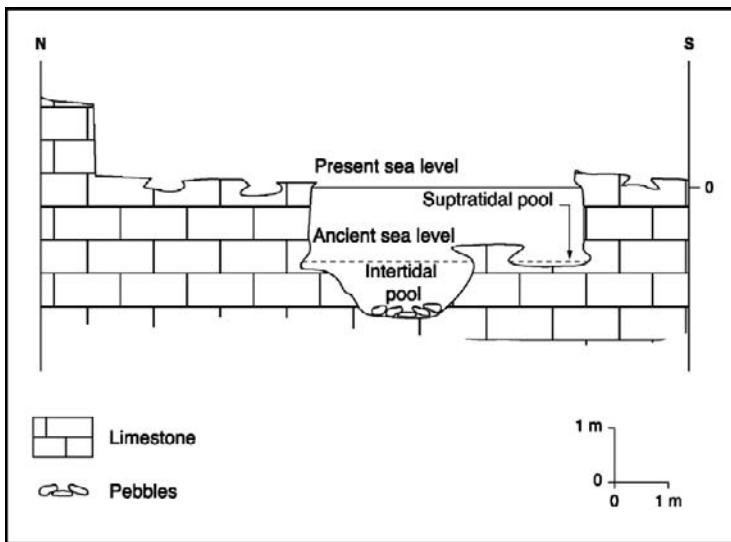 N
S
Present sea level
0
Suptratidal pool
Ancient sea level
Intertidal
pool
Limestone
Pebbles
1 m
0
0
1 m